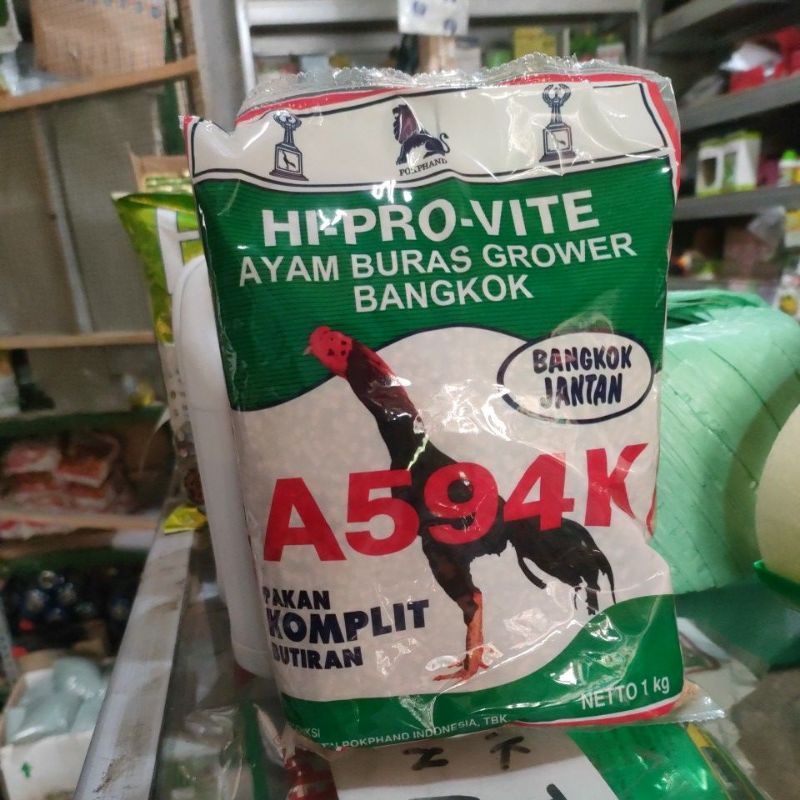 POKPHAND
HI-PRO-VITE
AYAM BURAS GROWER
BANGKOK
BANGKOK
JANTAN
A594K
PAKAN
KOMPLIT
BUTIRAN
NETTO 1 kg
POKPHAND INDONESIA, TBK